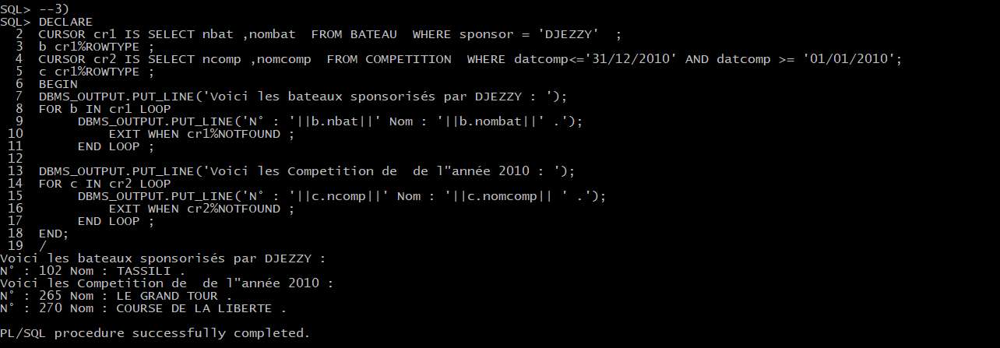 SQL> --3)
SQL> DECLARE
  2  CURSOR cr1 IS SELECT nbat ,nombat  FROM BATEAU  WHERE sponsor = 'DJEZZY'  ;
  3  b cr1%ROWTYPE ;
  4  CURSOR cr2 IS SELECT ncomp ,nomcomp  FROM COMPETITION  WHERE datcomp<='31/12/2010' AND datcomp >= '01/01/2010';
  5  c cr1%ROWTYPE ;
  6  BEGIN
  7  DBMS_OUTPUT.PUT_LINE('Voici les bateaux sponsorisés par DJEZZY : ');
  8  FOR b IN cr1 LOOP
  9       DBMS_OUTPUT.PUT_LINE('N° : '||b.nbat||' Nom : '||b.nombat||' .');
 10           EXIT WHEN cr1%NOTFOUND ;
 11       END LOOP ;
 12
 13  DBMS_OUTPUT.PUT_LINE('Voici les Competition de  de l"année 2010 : ');
 14  FOR c IN cr2 LOOP
 15       DBMS_OUTPUT.PUT_LINE('N° : '||c.ncomp||' Nom : '||c.nomcomp|| ' .');
 16           EXIT WHEN cr2%NOTFOUND ;
 17       END LOOP ;
 18  END;
 19  /
Voici les bateaux sponsorisés par DJEZZY :
N° : 102 Nom : TASSILI .
Voici les Competition de  de l"année 2010 :
N° : 265 Nom : LE GRAND TOUR .
N° : 270 Nom : COURSE DE LA LIBERTE .
PL/SQL procedure successfully completed.